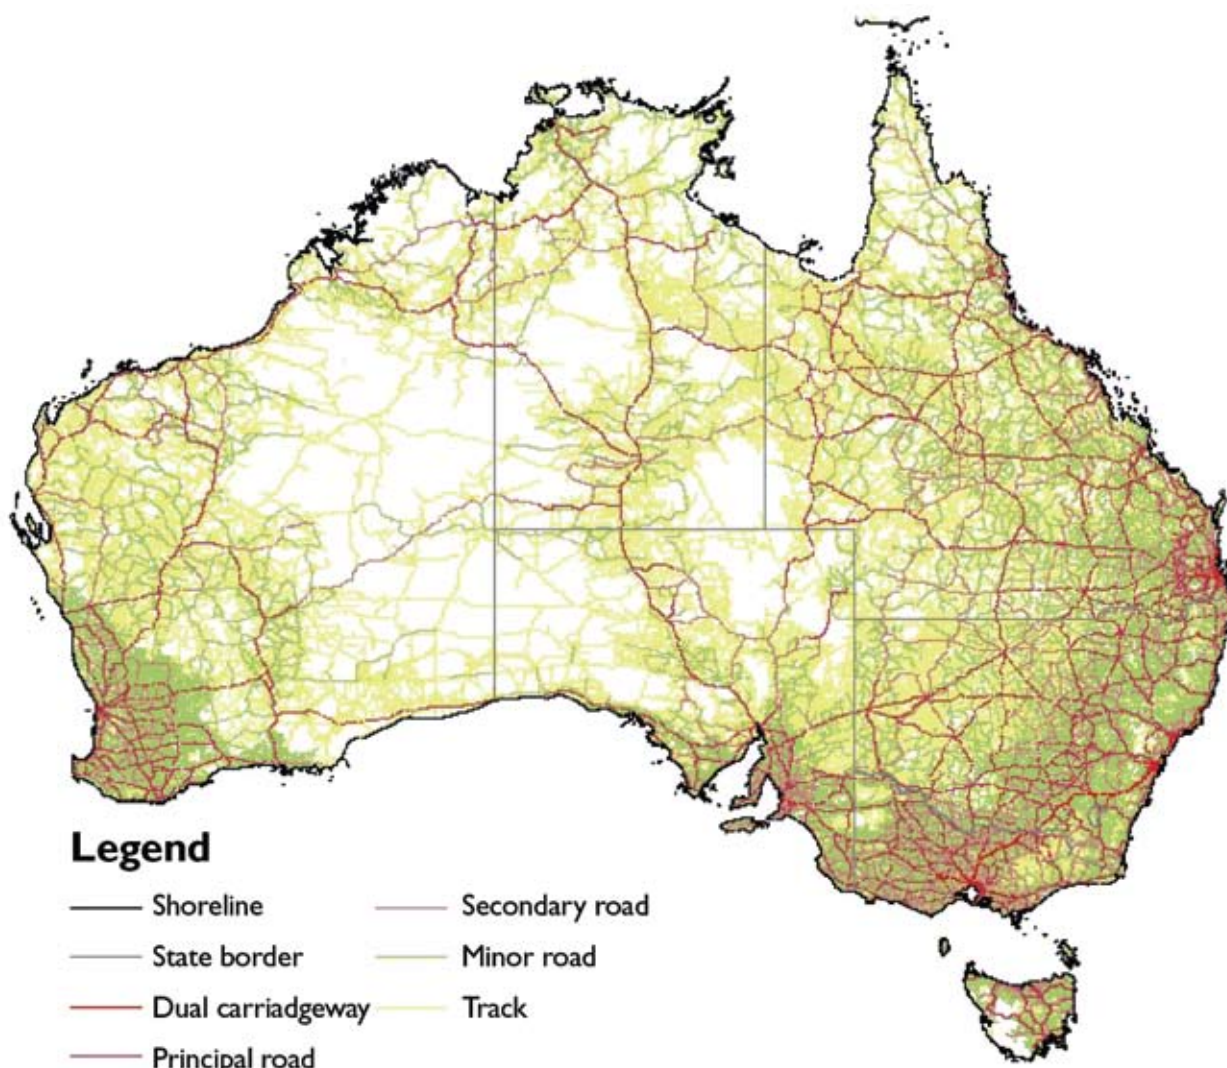 Legend
Shoreline
State border
Dual carriadgeway
Principal road
Secondary road
Minor road
Track